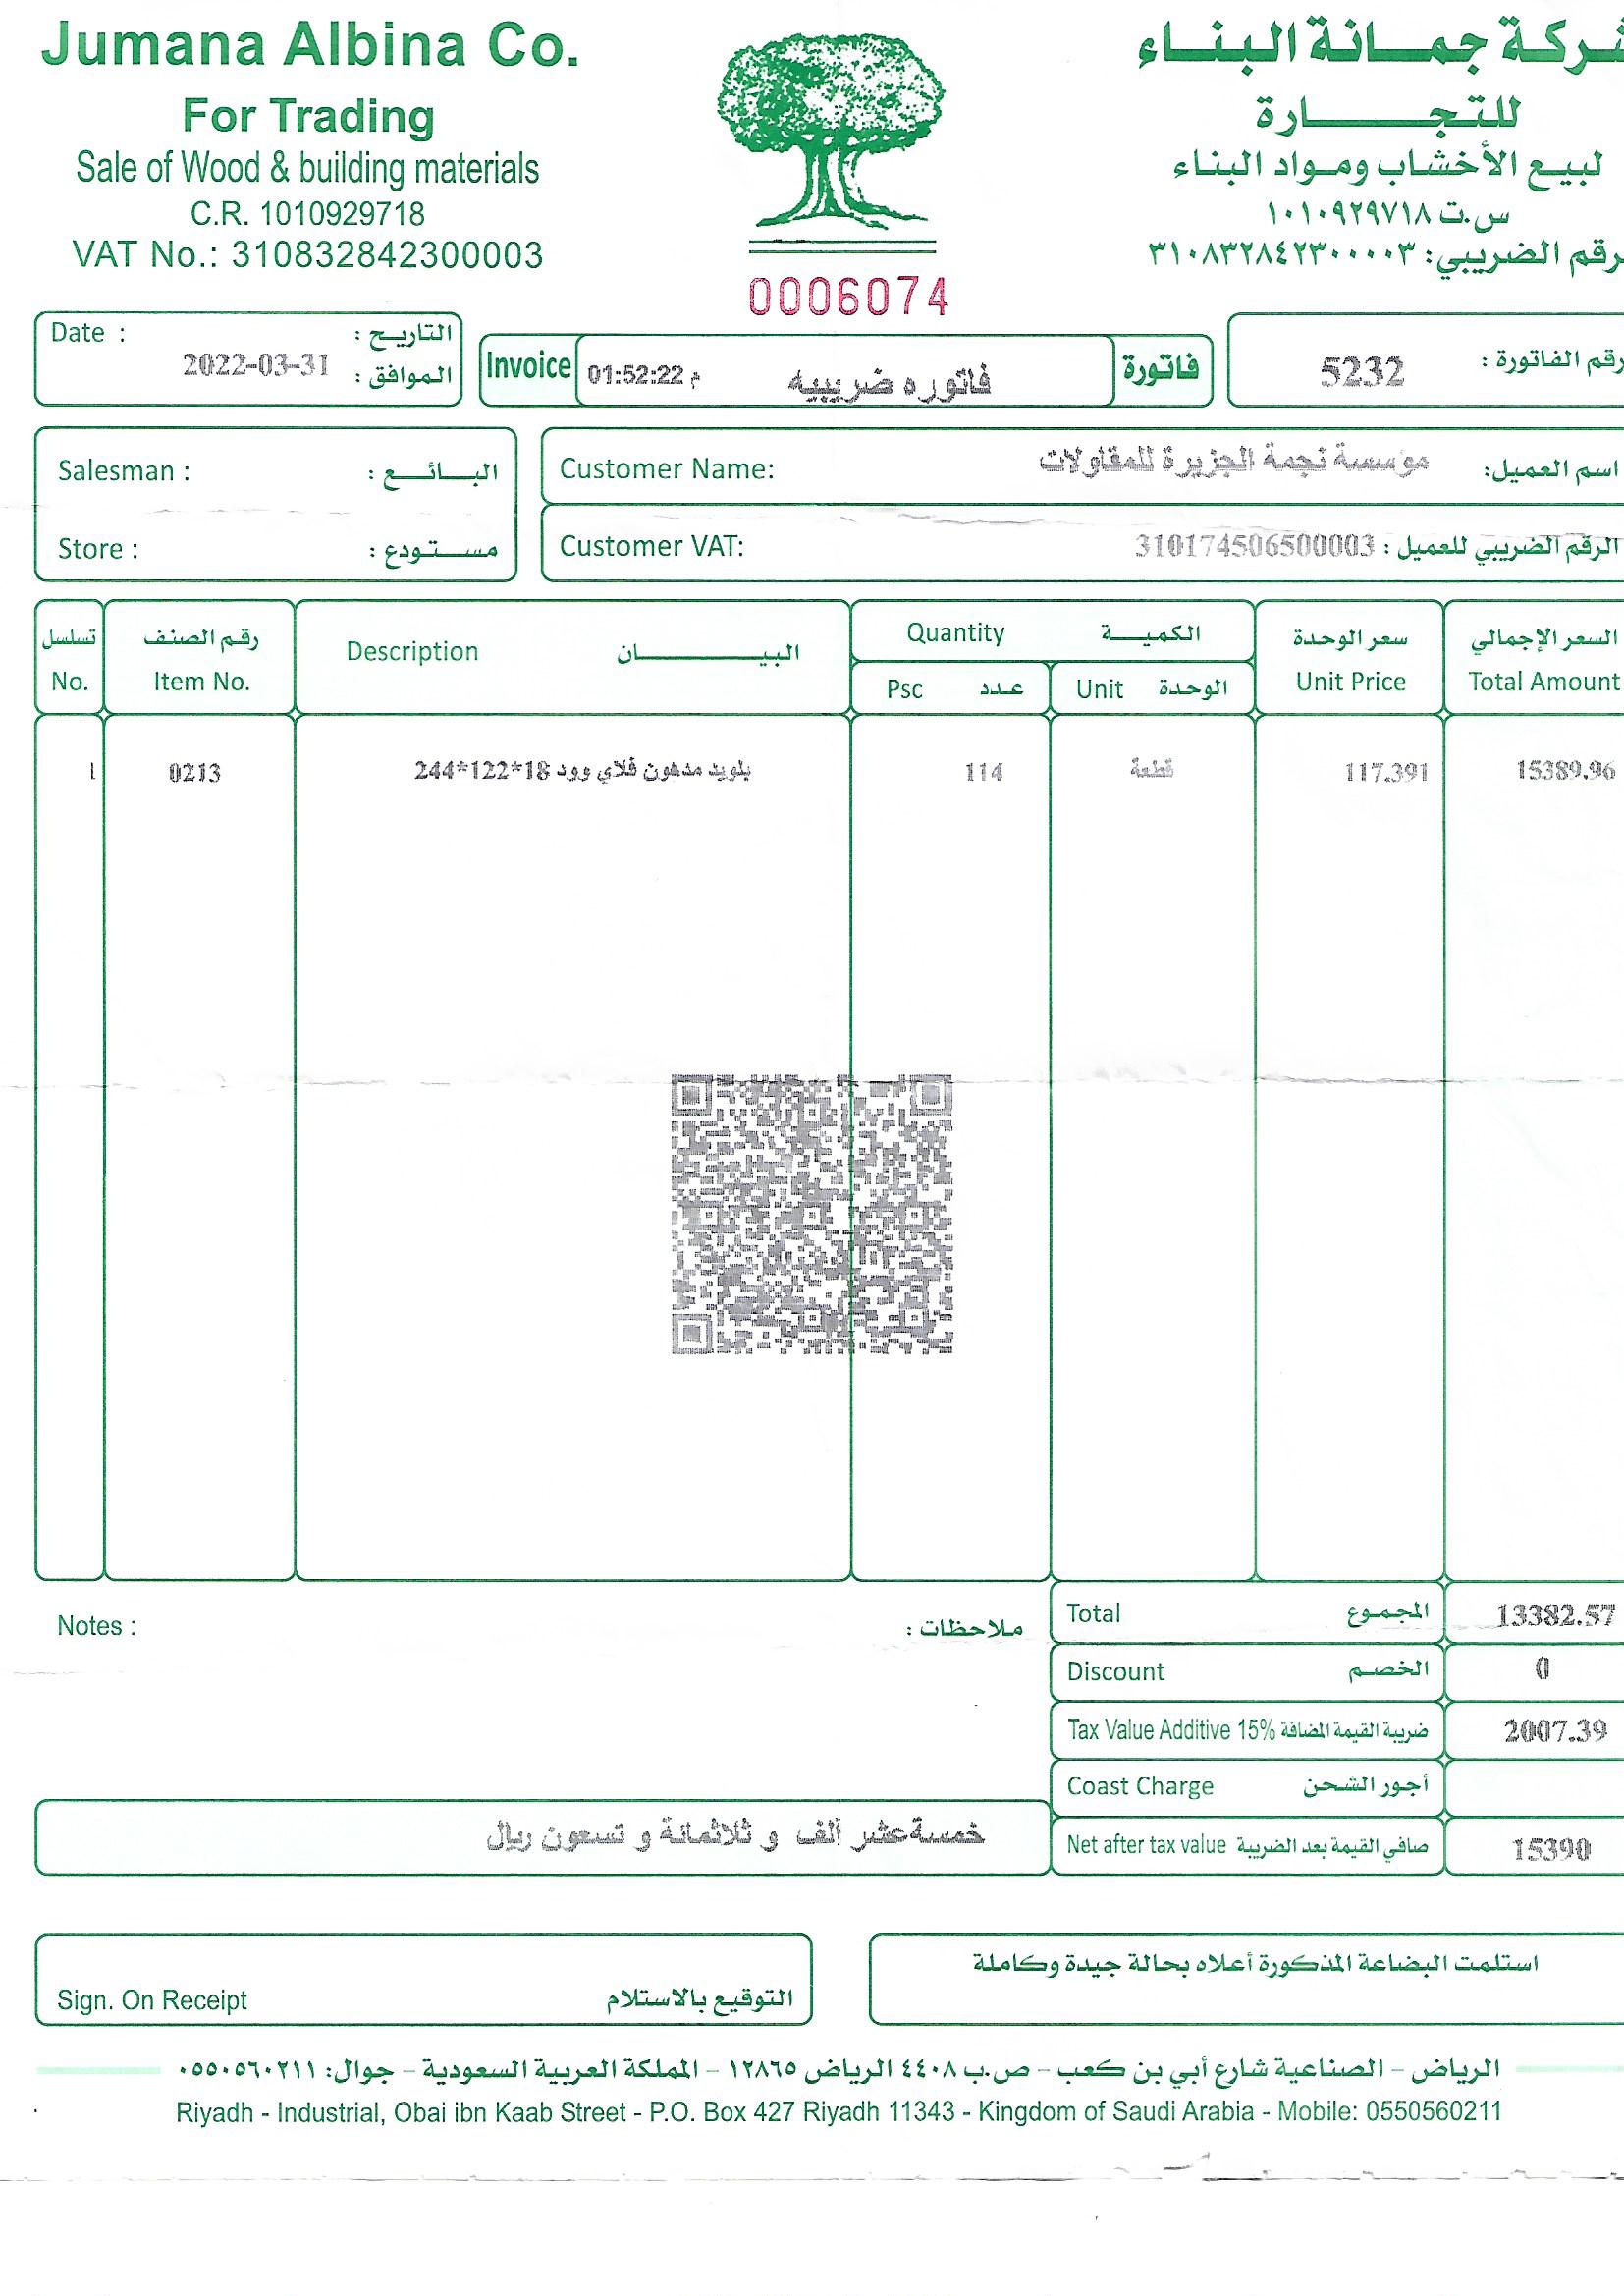 Jumana Albina Co.
For Trading
Sale of Wood & building materials
C.R. 1010929718
VAT No.: 310832842300003
شركة جمانة البناء
للتجارة
لبيع الأخشاب ومواد البناء
س.ت ١٠١٠٩٢٩٧١٨
الرقم الضريبي: ٣١٠٨٣٢٨٤٢٣٠٠٠٠٣
0006074
Date : التاريخ :
2022-03-31 الموافق :
Invoice 01:52:22 م فاتوره ضريبيه فاتورة
رقم الفاتورة : 5232
Salesman : البائع :
Store : مستودع :
Customer Name: اسم العميل: موسسة نجمة الجزيرة للمقاولات
Customer VAT: الرقم الضريبي للعميل : 310174506500003
تسلسل رقم الصنف البيان الكمية سعر الوحدة السعر الإجمالي
No. Item No. Description Quantity Unit Price Total Amount
Psc عدد Unit الوحدة
1 0213 بلويد مدهون فلاي وود 18*122*244 114 قطعة 117.391 15389.96
Notes : ملاحظات :
Total المجموع 13382.57
Discount الخصم 0
Tax Value Additive 15% ضريبة القيمة المضافة 2007.39
Coast Charge أجور الشحن
Net after tax value صافي القيمة بعد الضريبة 15390
خمسةعشر ألف و ثلاثمائة و تسعون ريال
Sign. On Receipt التوقيع بالاستلام
استلمت البضاعة المذكورة أعلاه بحالة جيدة وكاملة
الرياض - الصناعية شارع أبي بن كعب - ص.ب ٤٤٠٨ الرياض ١٢٨٦٥ - المملكة العربية السعودية - جوال: ٠٥٥٠٥٦٠٢١١
Riyadh - Industrial, Obai ibn Kaab Street - P.O. Box 427 Riyadh 11343 - Kingdom of Saudi Arabia - Mobile: 0550560211